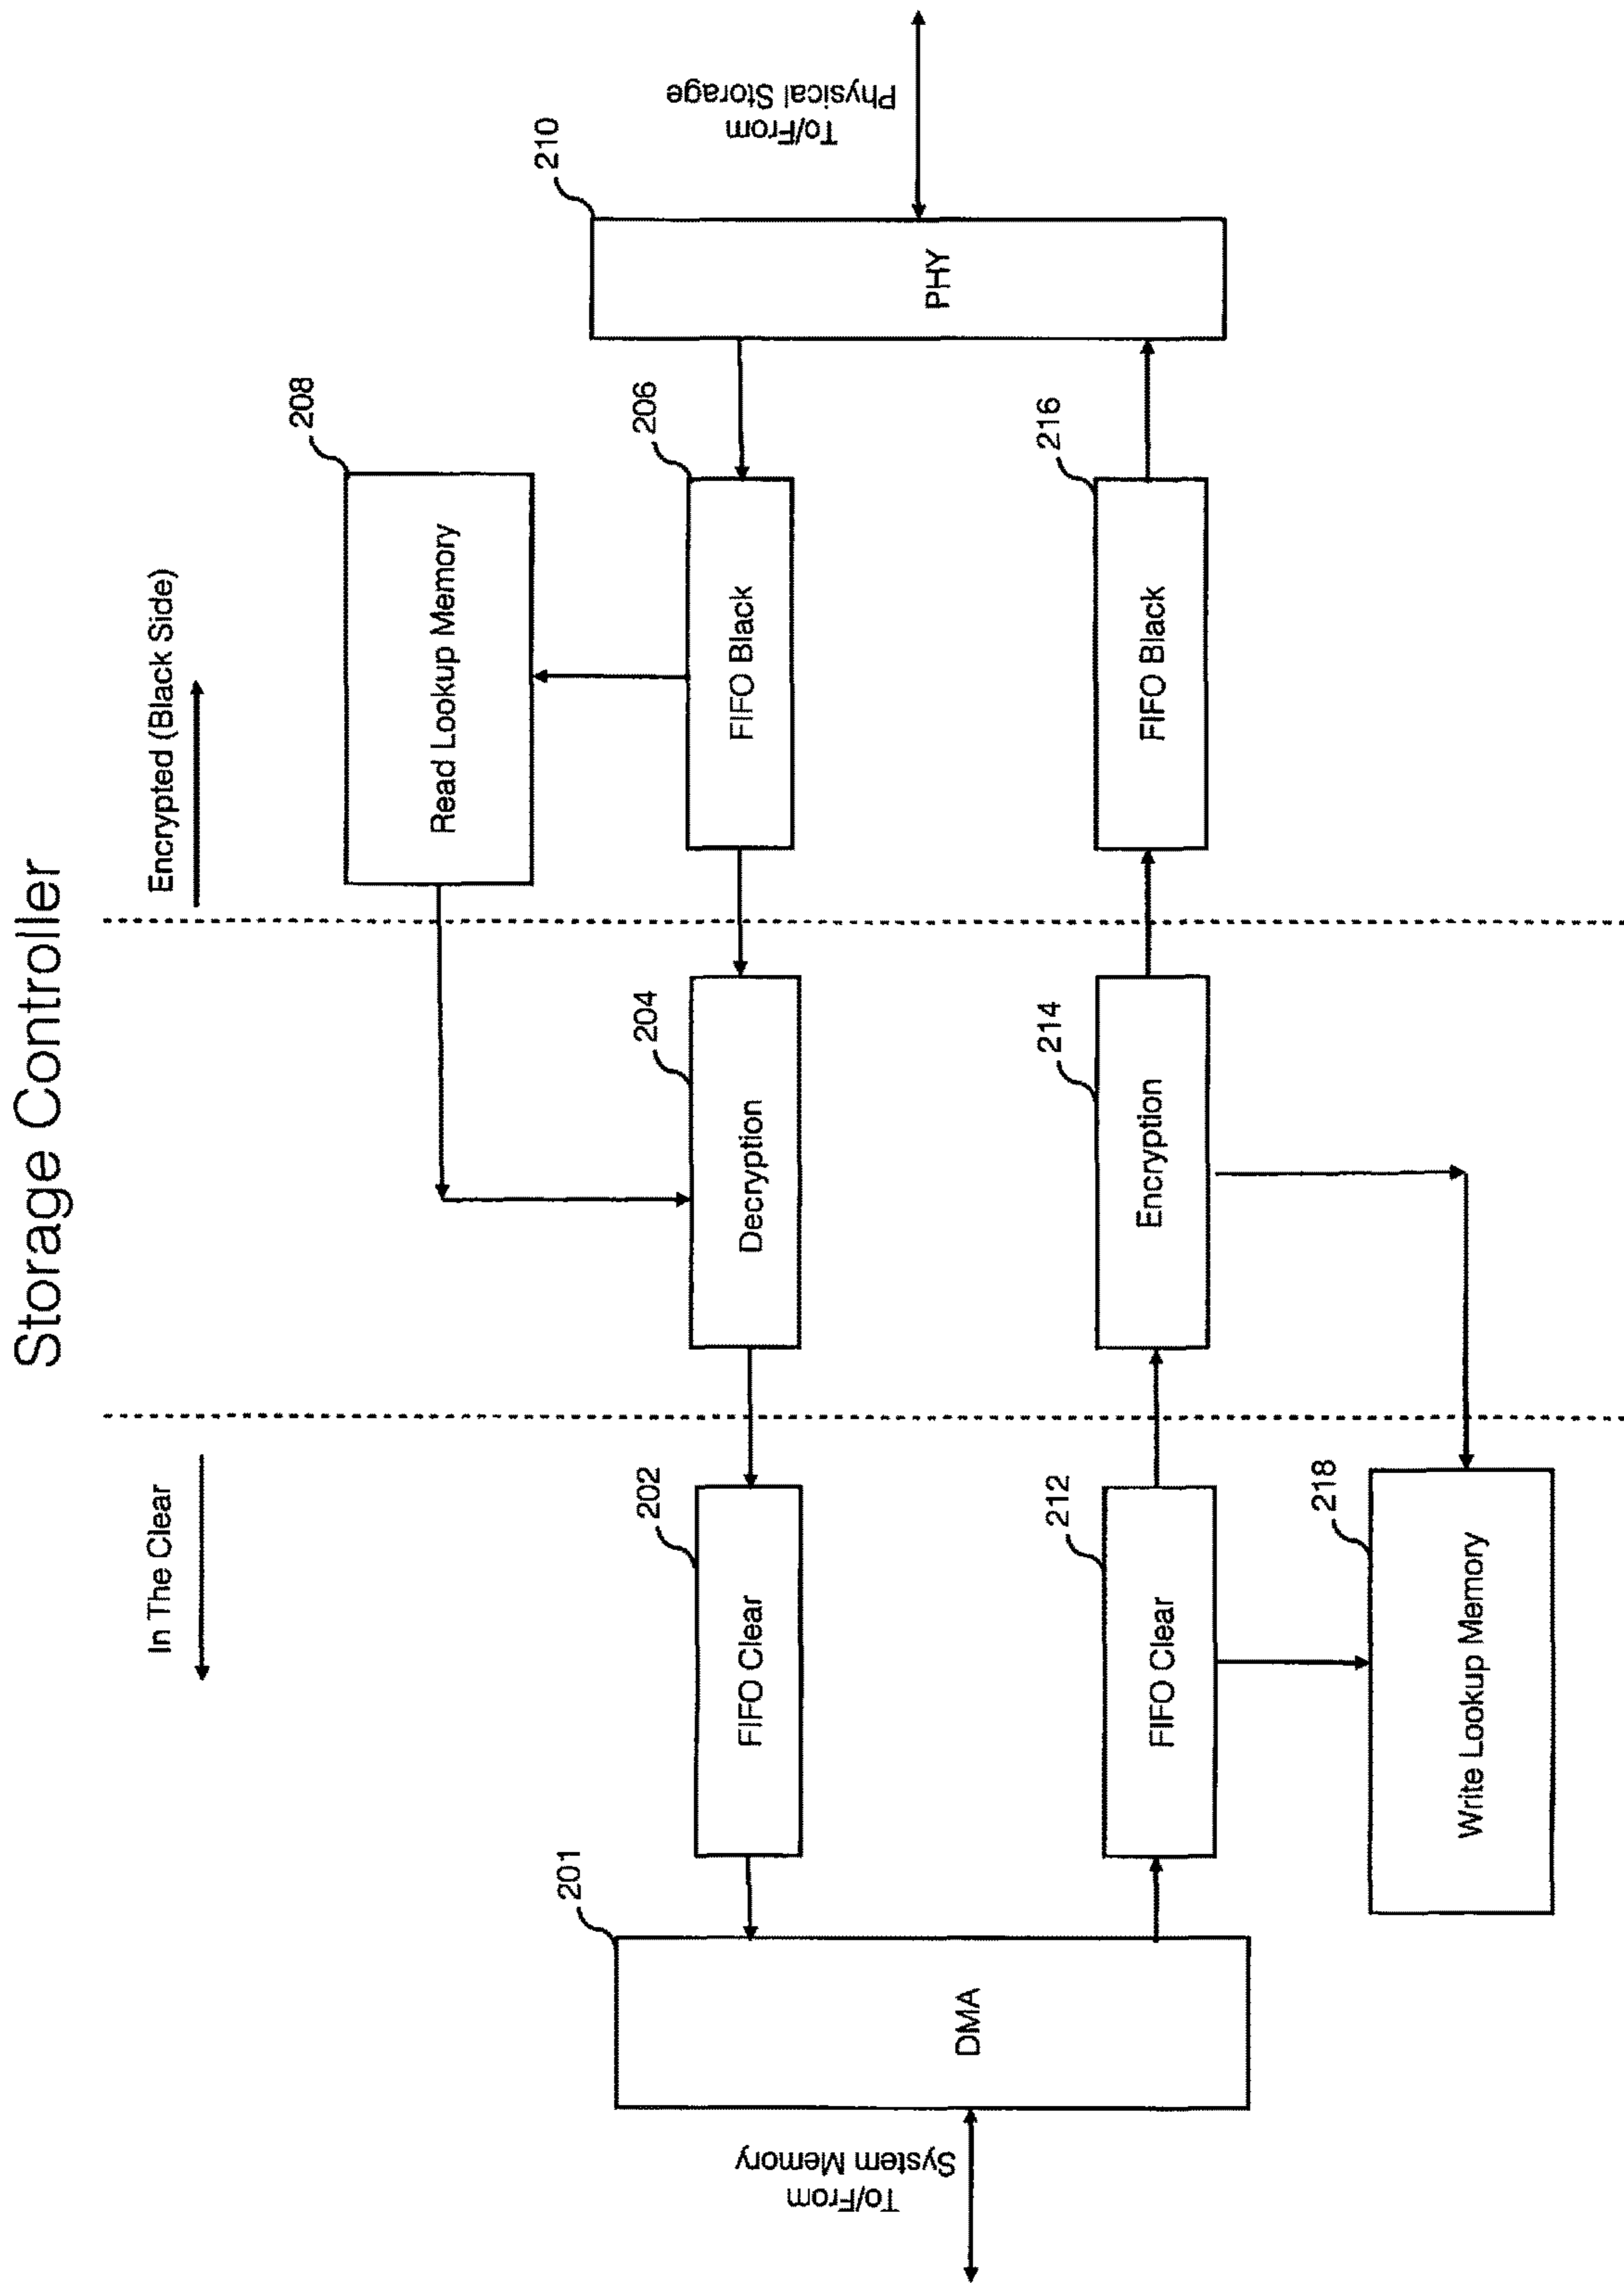 Storage Controller
In The Clear
Encrypted (Black Side)
208
Read Lookup Memory
201
202
204
206
210
DMA
FIFO Clear
Decryption
FIFO Black
PHY
To/From
System Memory
To/From
Physical Storage
212
214
216
FIFO Clear
Encryption
FIFO Black
218
Write Lookup Memory